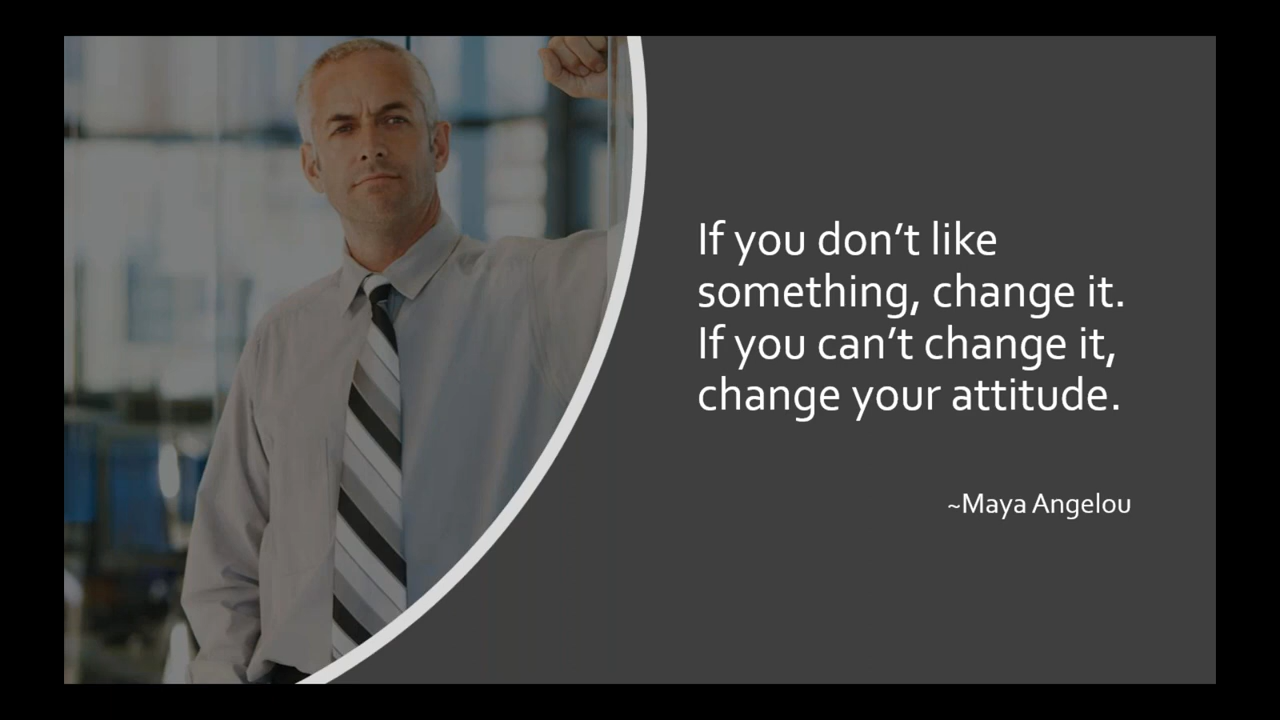 If you don’t like
something, change it.
If you can’t change it,
change your attitude.
~Maya Angelou